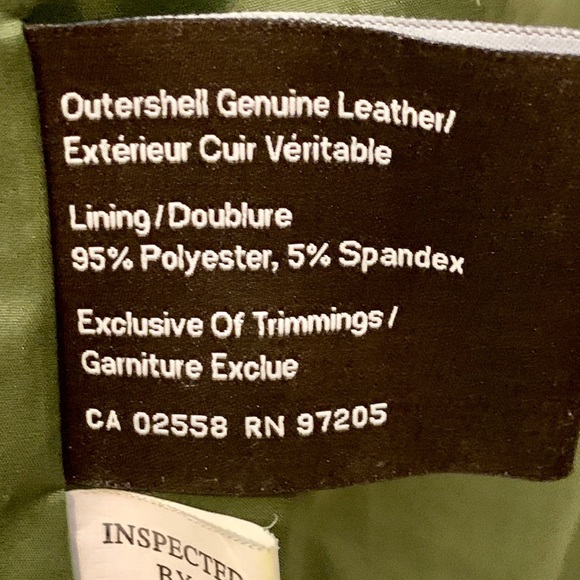 Outershell Genuine Leather/
Extérieur Cuir Véritable
Lining/Doublure
95% Polyester, 5% Spandex
Exclusive Of Trimmings/
Garniture Exclue
CA 02558 RN 97205
INSPECTED
BY